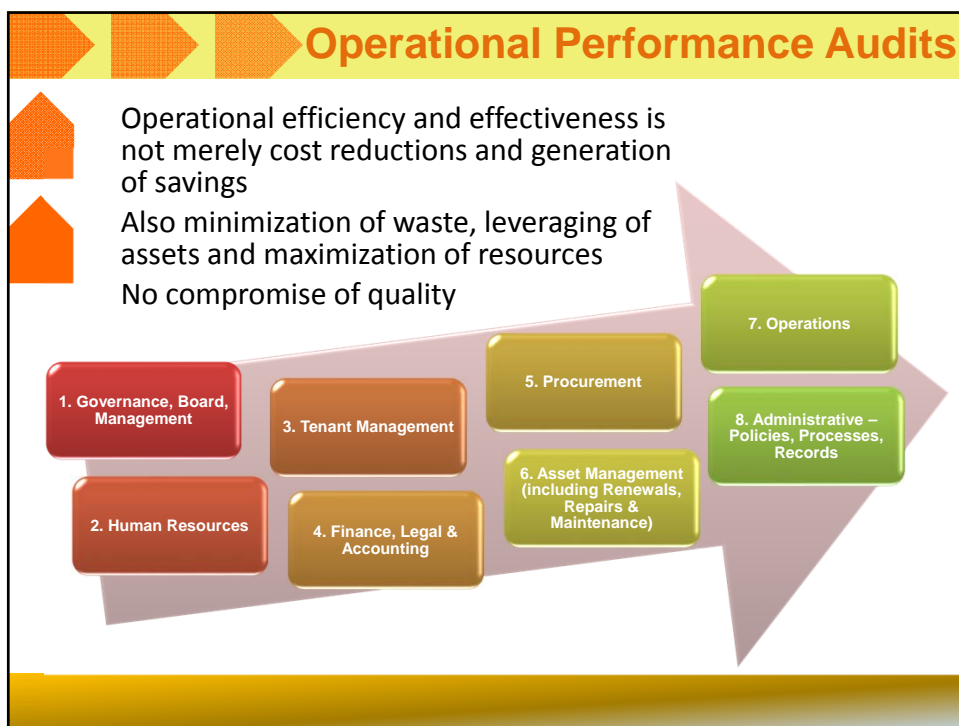 Operational Performance Audits
Operational efficiency and effectiveness is
not merely cost reductions and generation
of savings
Also minimization of waste, leveraging of
assets and maximization of resources
No compromise of quality
1. Governance, Board,
Management
2. Human Resources
3. Tenant Management
4. Finance, Legal &
Accounting
5. Procurement
6. Asset Management
(including Renewals,
Repairs &
Maintenance)
7. Operations
8. Administrative –
Policies, Processes,
Records